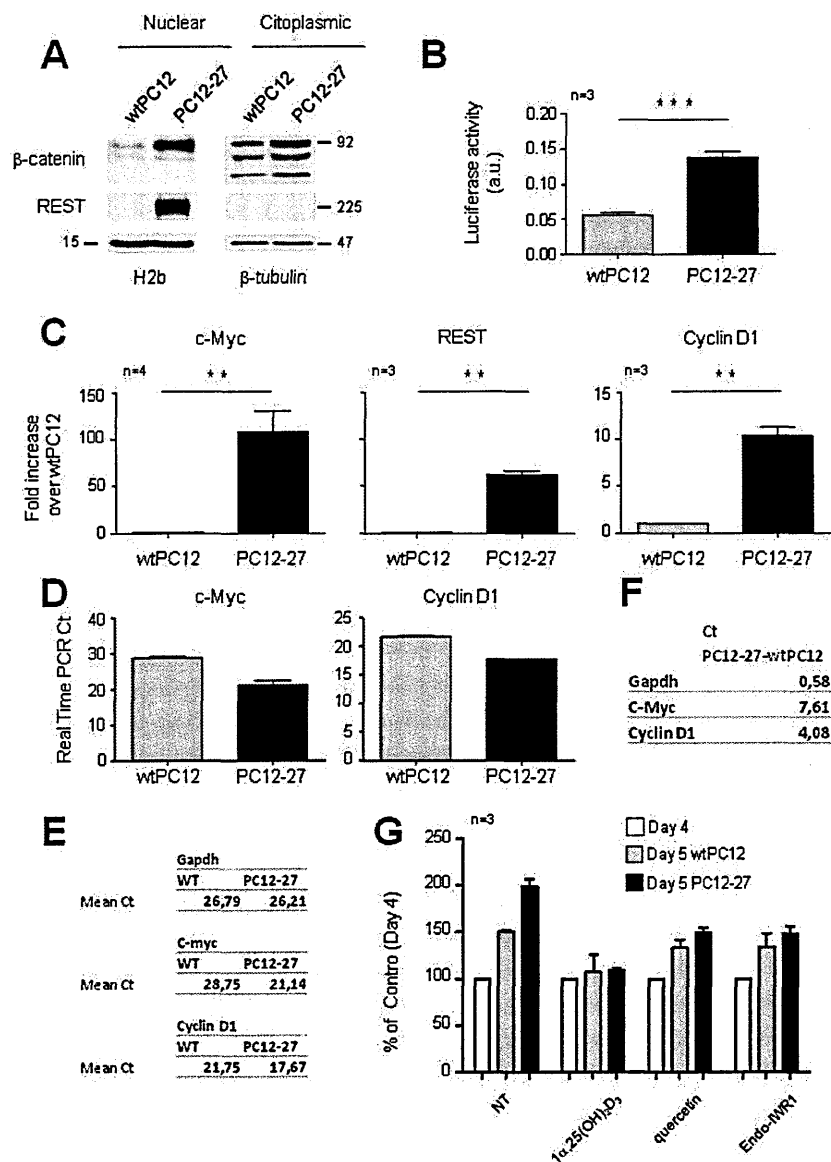 A
Nuclear Citoplasmic
wtPC12 PC12-27 wtPC12 PC12-27
β-catenin 92
REST 225
15 47
H2b β-tubulin
B
n=3 ***
Luciferase activity
(a.u.)
0.20
0.15
0.10
0.05
0.00
wtPC12 PC12-27
C
c-Myc REST Cyclin D1
n=4 ** n=3 ** n=3 **
Fold increase
over wtPC12
150
100
50
0
15
10
5
0
wtPC12 PC12-27 wtPC12 PC12-27 wtPC12 PC12-27
D
c-Myc Cyclin D1
Real Time PCR Ct
40
30
20
10
0
25
20
15
10
5
0
wtPC12 PC12-27 wtPC12 PC12-27
F
Ct
PC12-27-wtPC12
Gapdh 0,58
C-Myc 7,61
Cyclin D1 4,08
E
Gapdh
WT PC12-27
Mean Ct 26,79 26,21
C-myc
WT PC12-27
Mean Ct 28,75 21,14
Cyclin D1
WT PC12-27
Mean Ct 21,75 17,67
G
n=3
Day 4
Day 5 wtPC12
Day 5 PC12-27
% of Contro (Day 4)
250
200
150
100
50
0
NT 1α,25(OH)₂D₃ quercetin Endo-IWR1